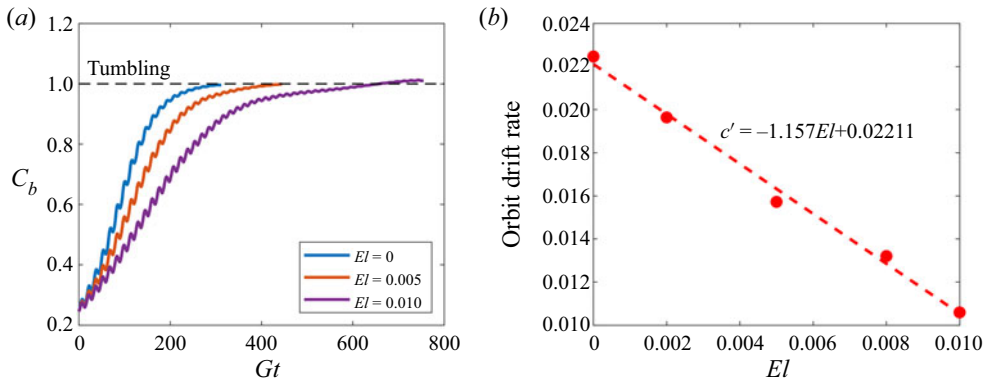 (a)
1.2
Tumbling
1.0
0.8
C_b
0.6
0.4
0.2
El = 0
El = 0.005
El = 0.010
0 200 400 600 800
Gt
(b)
0.024
0.022
0.020
0.018
0.016
0.014
0.012
0.010
Orbit drift rate
c′ = –1.157El+0.02211
0 0.002 0.004 0.006 0.008 0.010
El